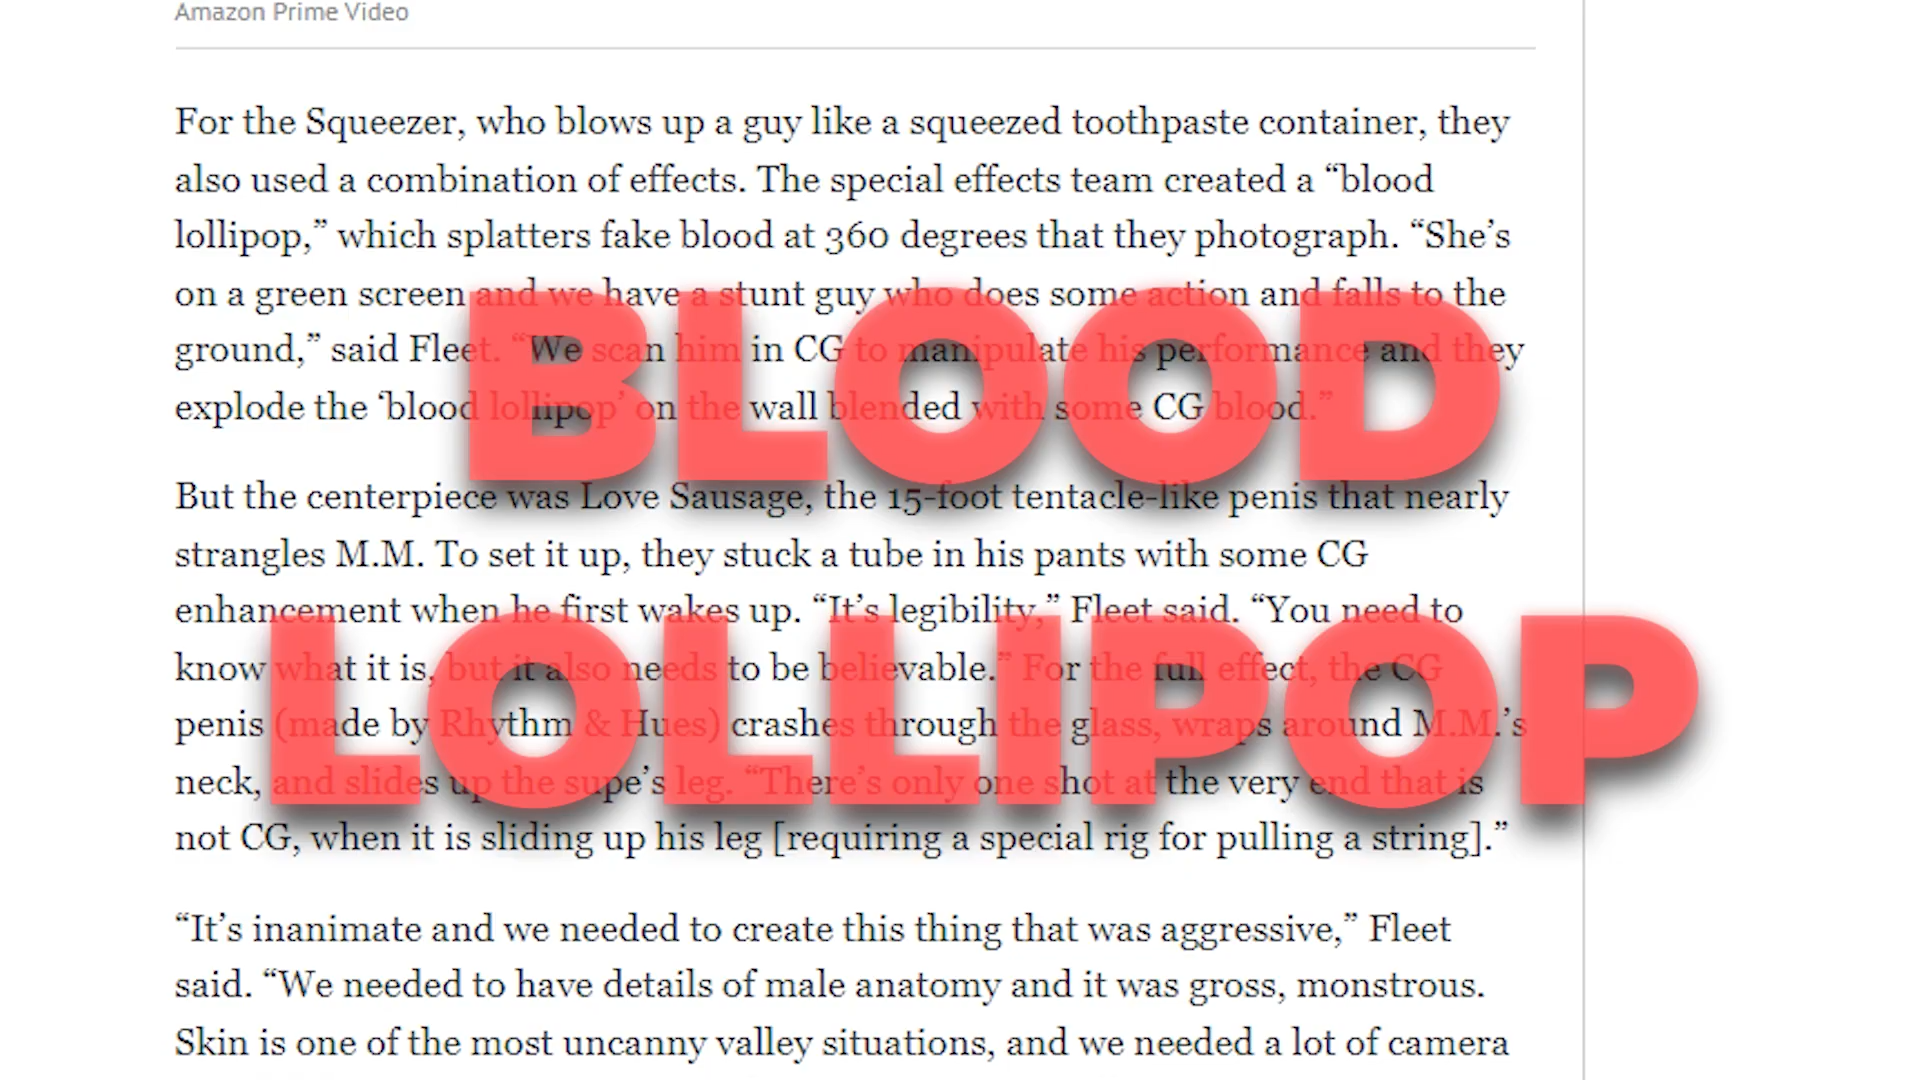 Amazon Prime Video
For the Squeezer, who blows up a guy like a squeezed toothpaste container, they
also used a combination of effects. The special effects team created a “blood
lollipop,” which splatters fake blood at 360 degrees that they photograph. “She’s
on a green screen and we have a stunt guy who does some action and falls to the
ground,” said Fleet. “We scan him in CG to manipulate his performance and they
explode the ‘blood lollipop’ on the wall blended with some CG blood.”
BLOOD
But the centerpiece was Love Sausage, the 15-foot tentacle-like penis that nearly
strangles M.M. To set it up, they stuck a tube in his pants with some CG
enhancement when he first wakes up. “It’s legibility,” Fleet said. “You need to
know what it is, but it also needs to be believable.” For the full effect, the CG
penis (made by Rhythm & Hues) crashes through the glass, wraps around M.M.’s
neck, and slides up the supe’s leg. “There’s only one shot at the very end that is
not CG, when it is sliding up his leg [requiring a special rig for pulling a string].”
LOLLIPOP
“It’s inanimate and we needed to create this thing that was aggressive,” Fleet
said. “We needed to have details of male anatomy and it was gross, monstrous.
Skin is one of the most uncanny valley situations, and we needed a lot of camera